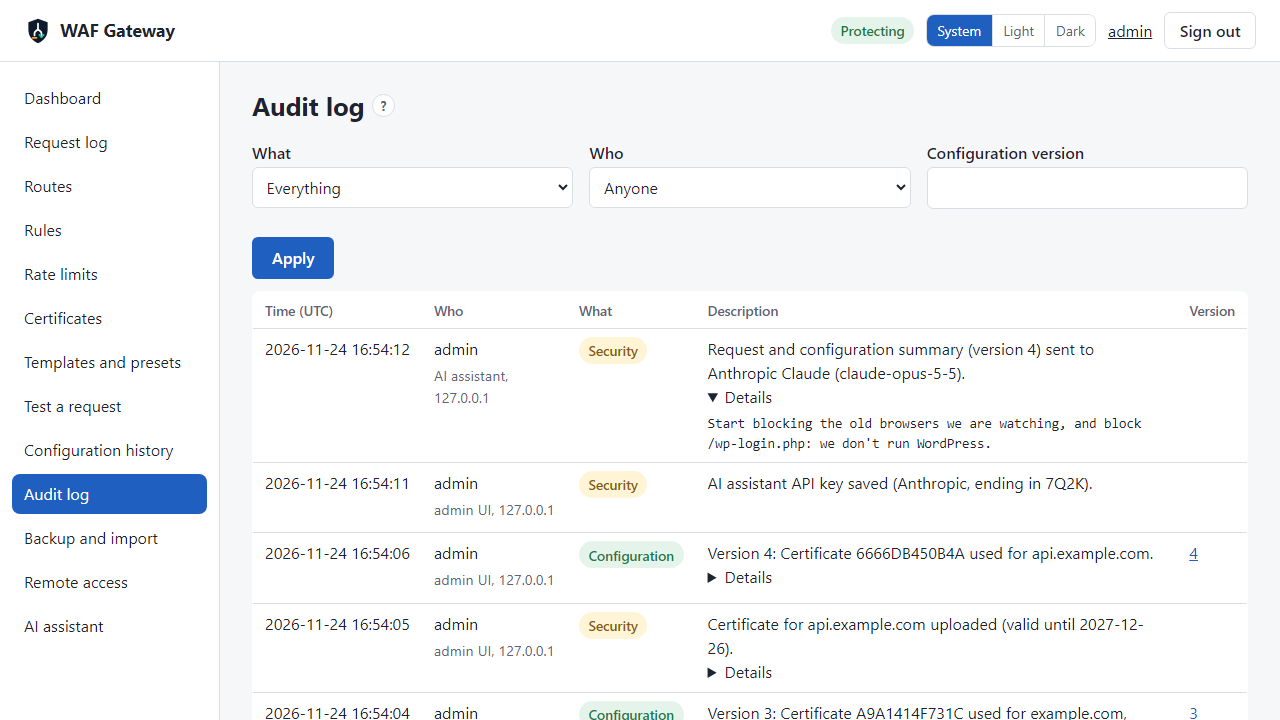 WAF Gateway
Protecting
System
Light
Dark
admin
Sign out
Dashboard
Request log
Routes
Rules
Rate limits
Certificates
Templates and presets
Test a request
Configuration history
Audit log
Backup and import
Remote access
AI assistant
Audit log ?
What
Everything
Who
Anyone
Configuration version
Apply
Time (UTC) Who What Description Version
2026-11-24 16:54:12 admin Security Request and configuration summary (version 4) sent to
Anthropic Claude (claude-opus-5-5).
AI assistant,
127.0.0.1
Details
Start blocking the old browsers we are watching, and block
/wp-login.php: we don't run WordPress.
2026-11-24 16:54:11 admin Security AI assistant API key saved (Anthropic, ending in 7Q2K).
admin UI, 127.0.0.1
2026-11-24 16:54:06 admin Configuration Version 4: Certificate 6666DB450B4A used for api.example.com. 4
admin UI, 127.0.0.1 Details
2026-11-24 16:54:05 admin Security Certificate for api.example.com uploaded (valid until 2027-12-
26).
admin UI, 127.0.0.1
Details
2026-11-24 16:54:04 admin Configuration Version 3: Certificate A9A1414F731C used for example.com, 3